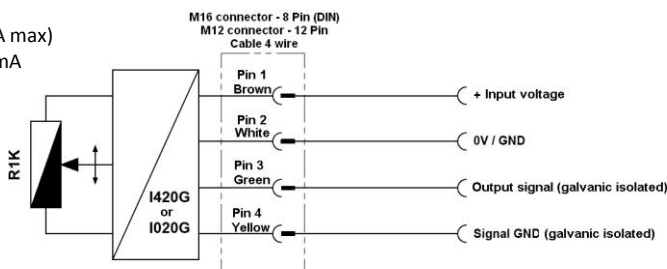 M16 connector - 8 Pin (DIN)
M12 connector - 12 Pin
Cable 4 wire
A max)
mA
Pin 1
Brown
+ Input voltage
Pin 2
White
0V / GND
R1K
Pin 3
Green
Output signal (galvanic isolated)
I420G
or
I020G
Pin 4
Yellow
Signal GND (galvanic isolated)